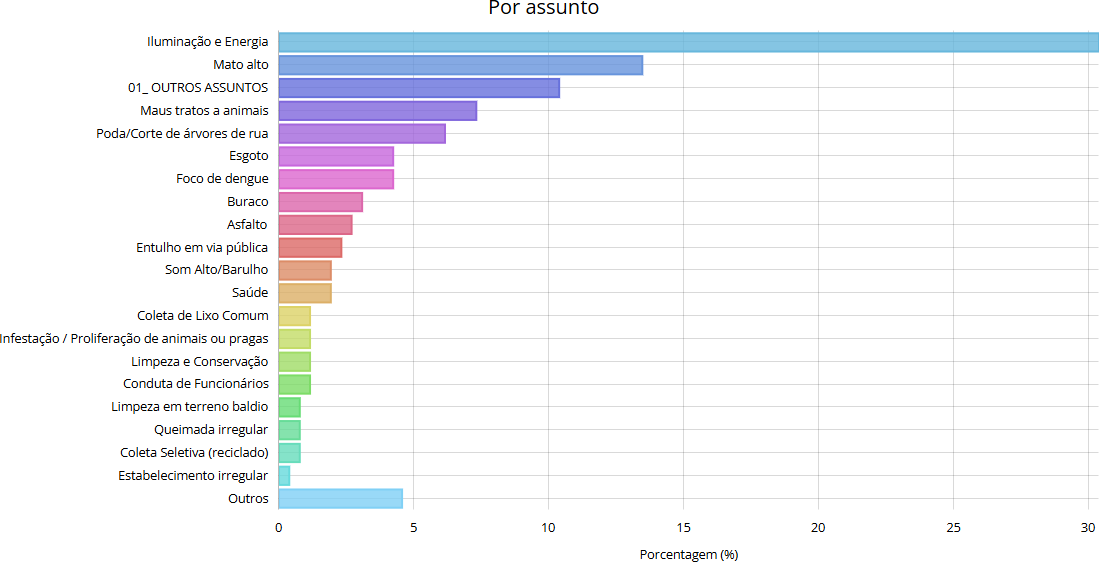 Por assunto
Iluminação e Energia
Mato alto
01_ OUTROS ASSUNTOS
Maus tratos a animais
Poda/Corte de árvores de rua
Esgoto
Foco de dengue
Buraco
Asfalto
Entulho em via pública
Som Alto/Barulho
Saúde
Coleta de Lixo Comum
Infestação / Proliferação de animais ou pragas
Limpeza e Conservação
Conduta de Funcionários
Limpeza em terreno baldio
Queimada irregular
Coleta Seletiva (reciclado)
Estabelecimento irregular
Outros
0 5 10 15 20 25 30
Porcentagem (%)